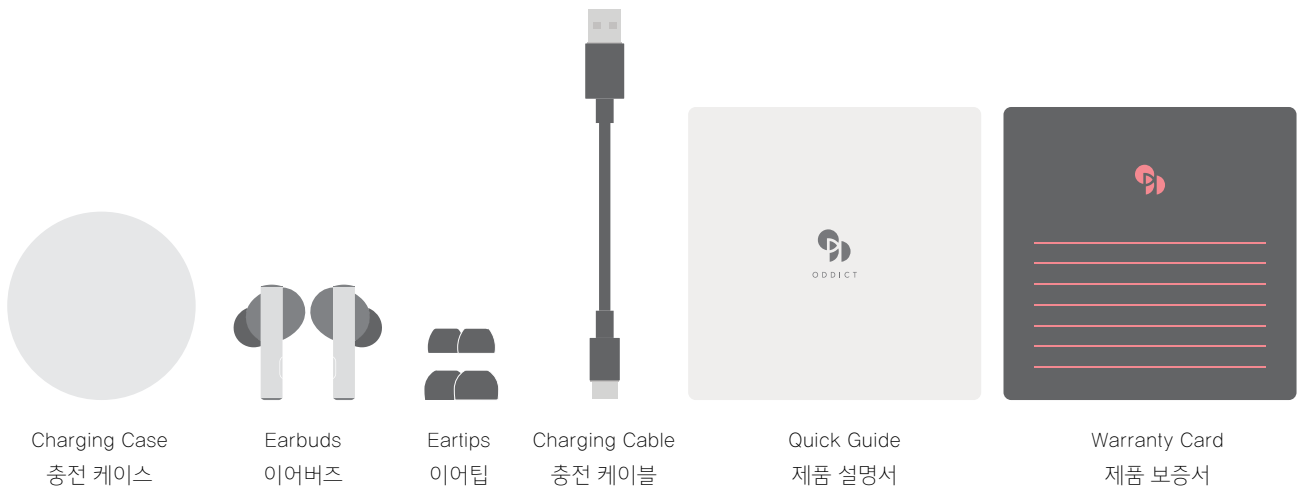 ODDICT
Charging Case
충전 케이스
Earbuds
이어버즈
Eartips
이어팁
Charging Cable
충전 케이블
Quick Guide
제품 설명서
Warranty Card
제품 보증서